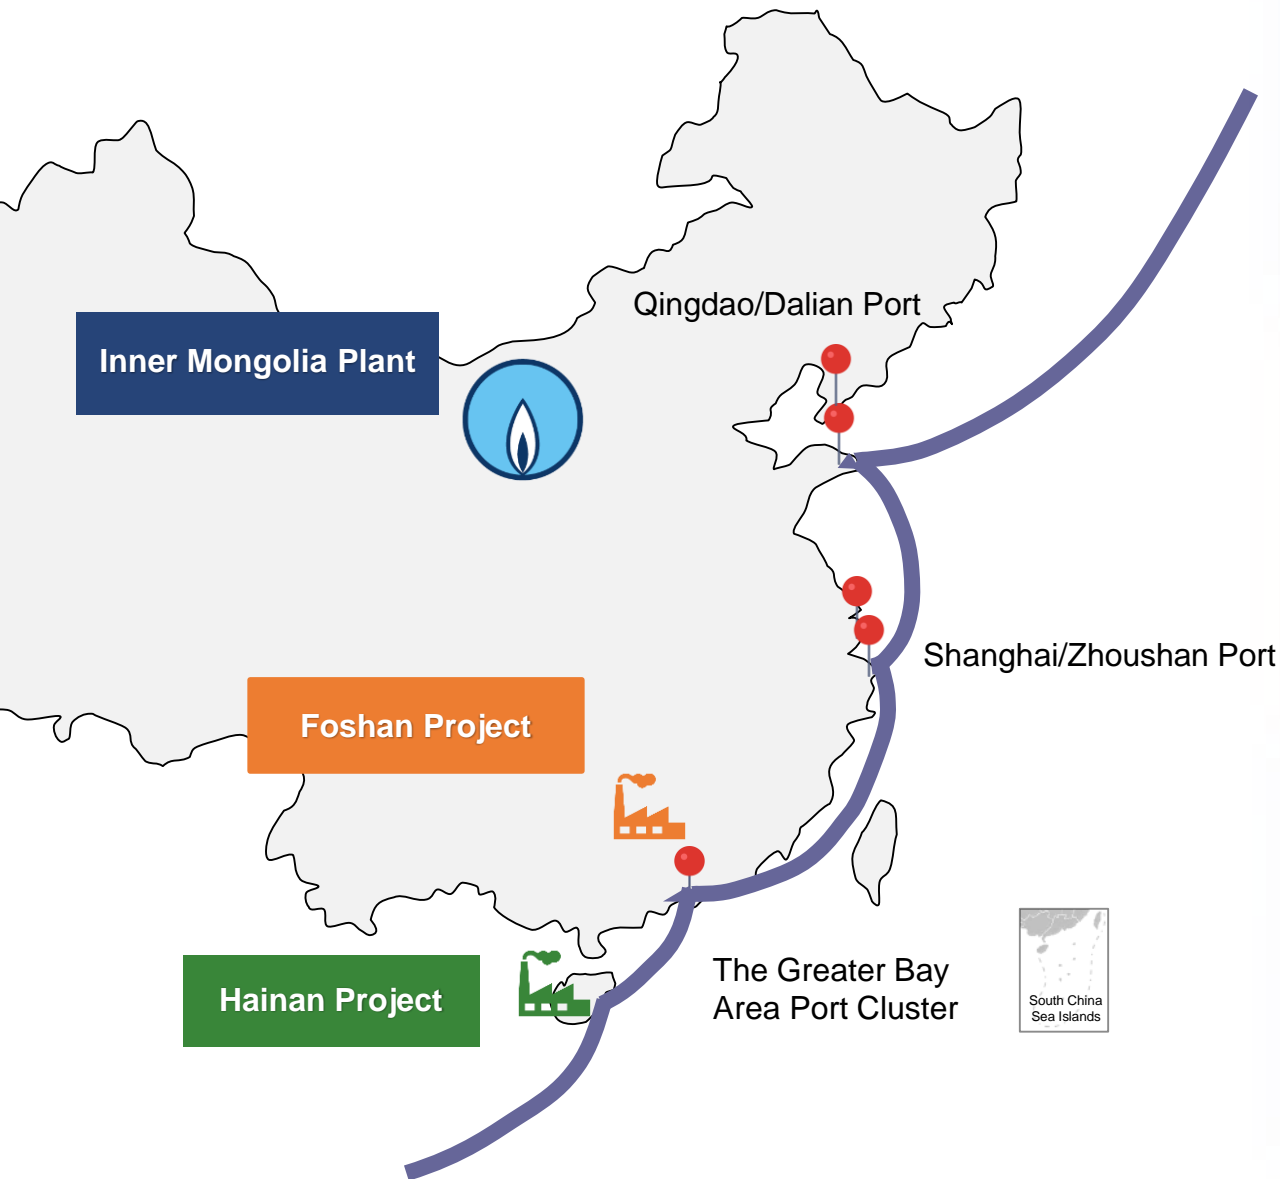 Qingdao/Dalian Port
Inner Mongolia Plant
Shanghai/Zhoushan Port
Foshan Project
The Greater Bay
Area Port Cluster
Hainan Project
South China
Sea Islands